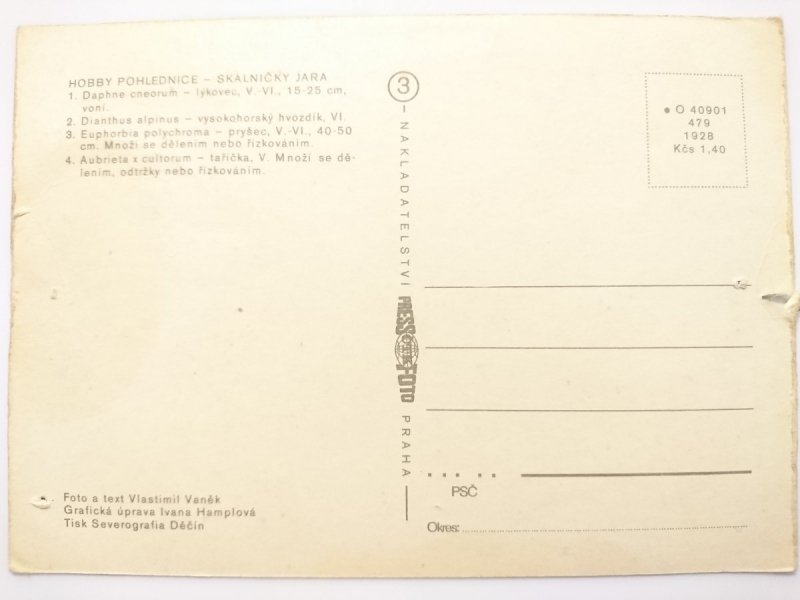 HOBBY POHLEDNICE – SKALNIČKY JARA
1. Daphne cneorum – lýkovec, V.-VI., 15-25 cm,
voní.
2. Dianthus alpinus – vysokohorský hvozdík, VI.
3. Euphorbia polychroma – pryšec, V.-VI., 40-50
cm. Množí se dělením nebo řízkováním.
4. Aubrieta x cultorum – tařička, V. Množí se dě-
lením, odtržky nebo řízkováním.
Foto a text Vlastimil Vaněk
Grafická úprava Ivana Hamplová
Tisk Severografia Děčín
3
NAKLADATELSTVÍ
PRESSFOTO
PRAHA
O 40901
479
1928
Kčs 1,40
PSČ
Okres: